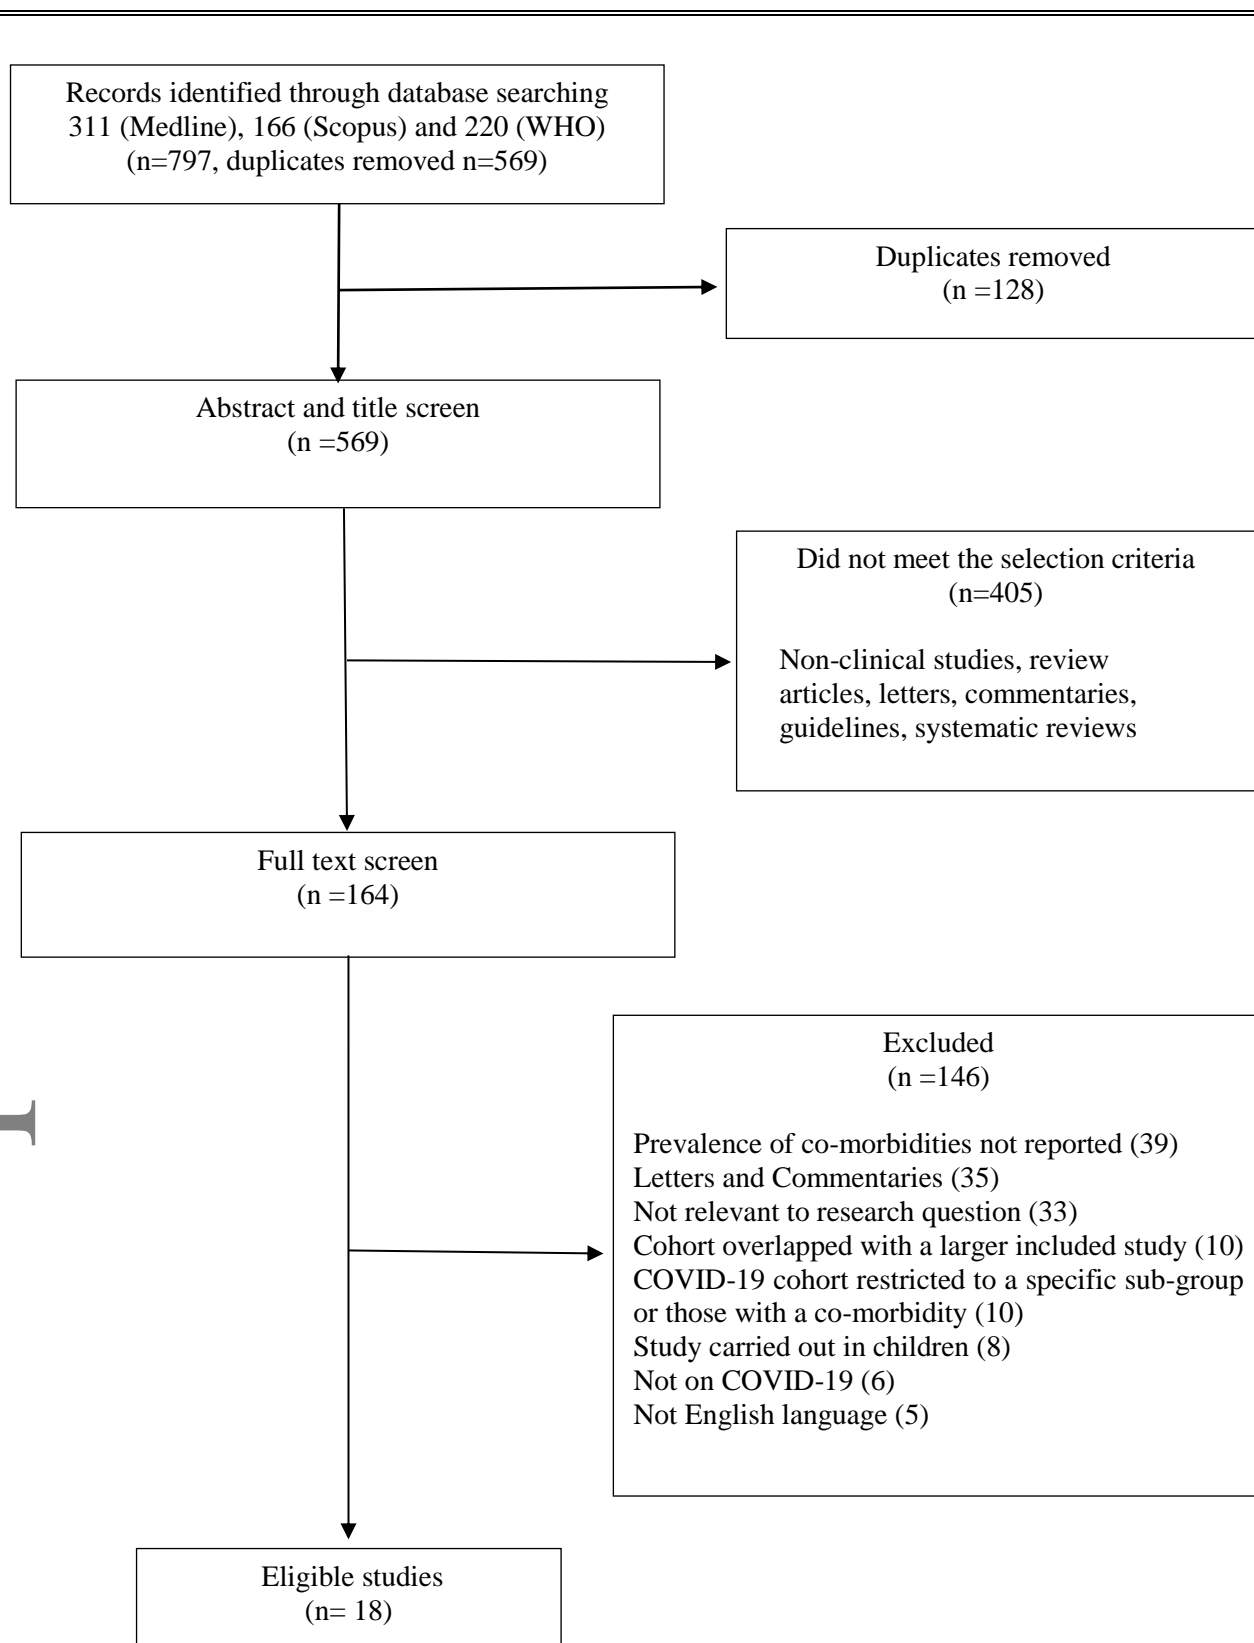 Records identified through database searching
311 (Medline), 166 (Scopus) and 220 (WHO)
(n=797, duplicates removed n=569)
Duplicates removed
(n =128)
Abstract and title screen
(n =569)
Did not meet the selection criteria
(n=405)
Non-clinical studies, review
articles, letters, commentaries,
guidelines, systematic reviews
Full text screen
(n =164)
Excluded
(n =146)
Prevalence of co-morbidities not reported (39)
Letters and Commentaries (35)
Not relevant to research question (33)
Cohort overlapped with a larger included study (10)
COVID-19 cohort restricted to a specific sub-group
or those with a co-morbidity (10)
Study carried out in children (8)
Not on COVID-19 (6)
Not English language (5)
Eligible studies
(n= 18)